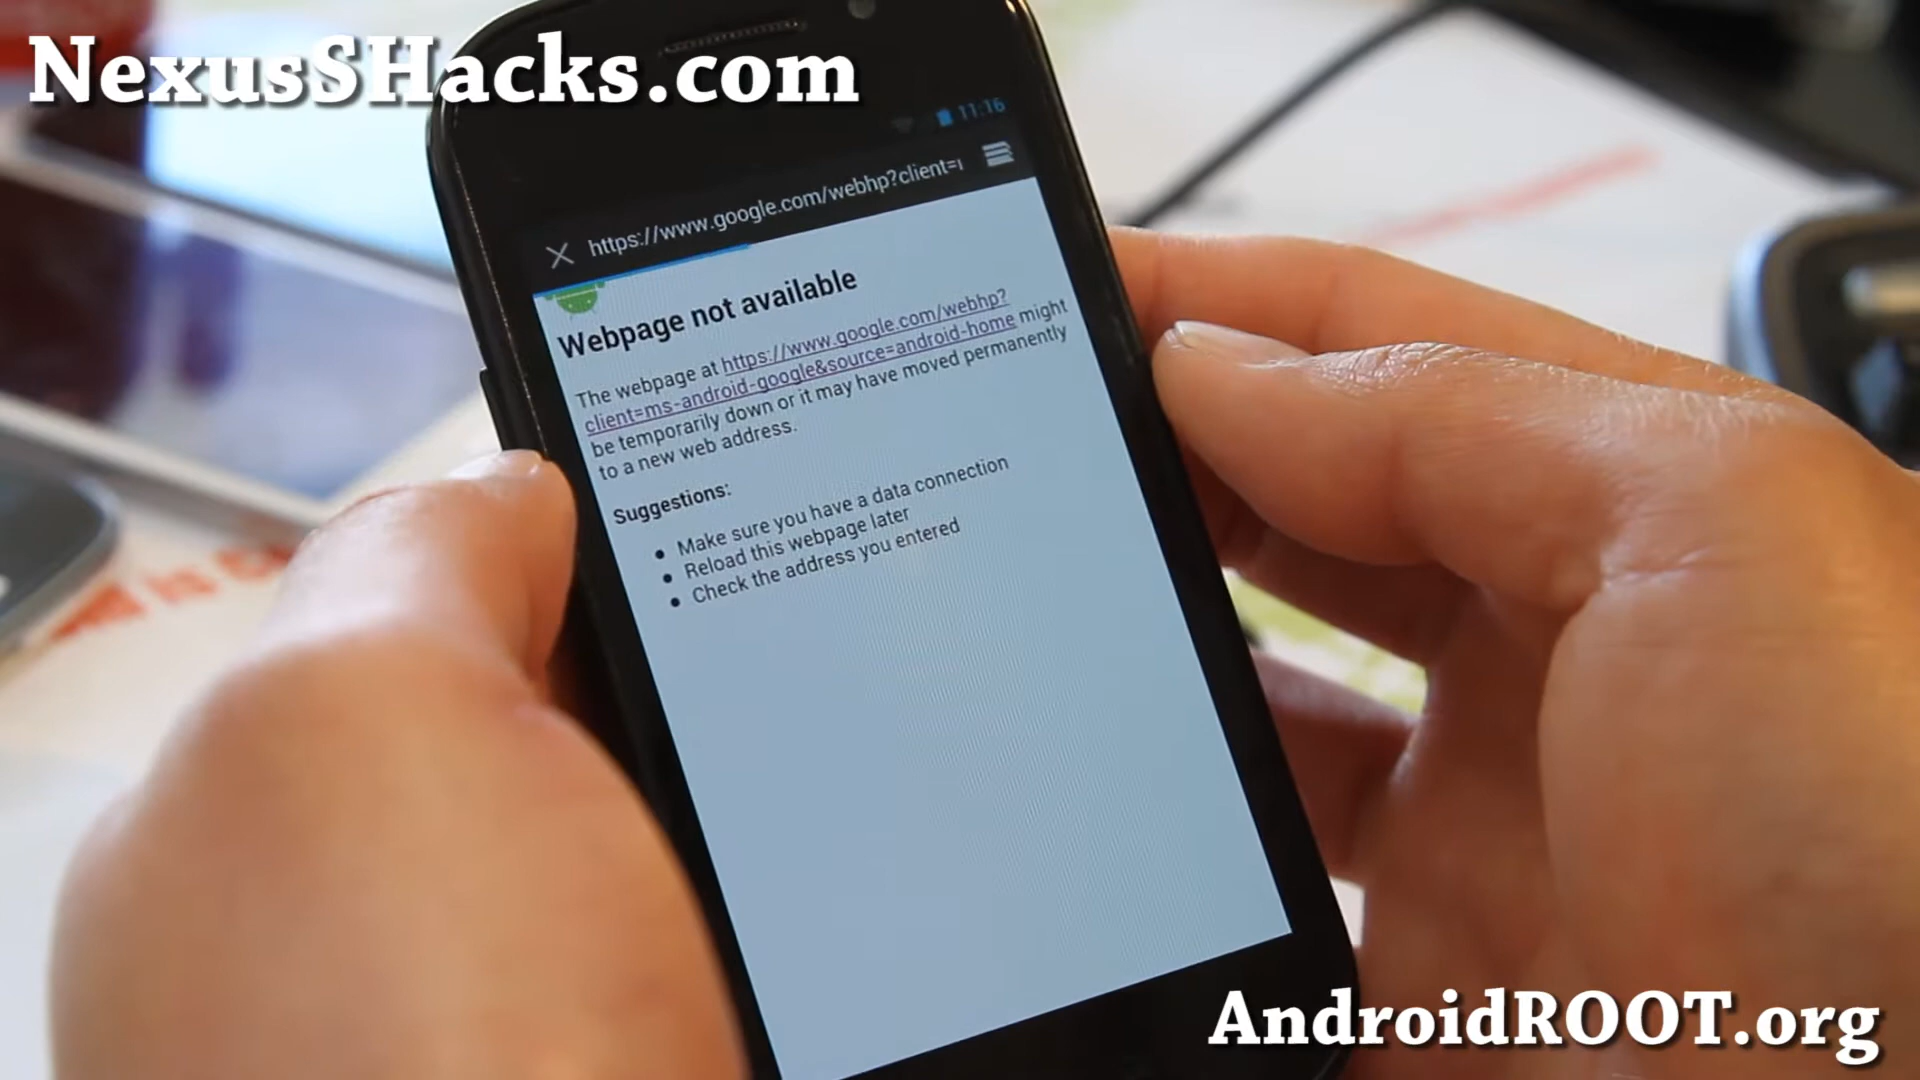 NexusSHacks.com
11:16
https://www.google.com/webhp?client=
Webpage not available
The webpage at https://www.google.com/webhp?
client=ms-android-google&source=android-home might
be temporarily down or it may have moved permanently
to a new web address.
Suggestions:
• Make sure you have a data connection
• Reload this webpage later
• Check the address you entered
AndroidROOT.org